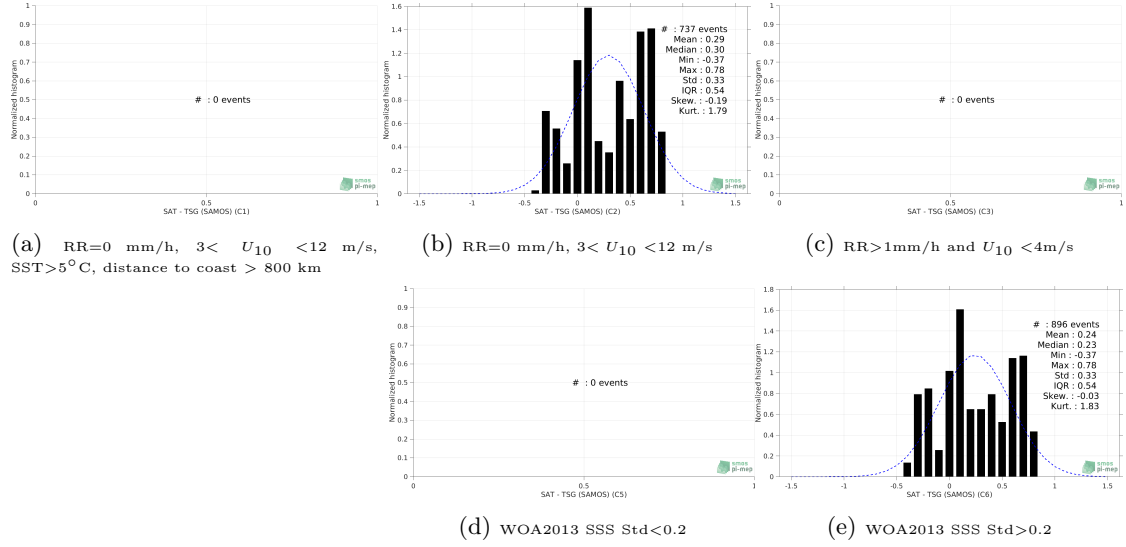 1
0.9
0.8
0.7
0.6
0.5
0.4
0.3
0.2
0.1
0
Normalized histogram
# : 0 events
0 0.5 1
SAT - TSG (SAMOS) (C1)
smos
pi-mep
(a) RR=0 mm/h, 3< U10 <12 m/s,
SST>5°C, distance to coast > 800 km
1.6
1.4
1.2
1
0.8
0.6
0.4
0.2
0
Normalized histogram
# : 737 events
Mean : 0.29
Median : 0.30
Min : -0.37
Max : 0.78
Std : 0.33
IQR : 0.54
Skew. : -0.19
Kurt. : 1.79
-1.5 -1 -0.5 0 0.5 1 1.5
SAT - TSG (SAMOS) (C2)
smos
pi-mep
(b) RR=0 mm/h, 3< U10 <12 m/s
1
0.9
0.8
0.7
0.6
0.5
0.4
0.3
0.2
0.1
0
Normalized histogram
# : 0 events
0 0.5 1
SAT - TSG (SAMOS) (C3)
smos
pi-mep
(c) RR>1mm/h and U10 <4m/s
1
0.9
0.8
0.7
0.6
0.5
0.4
0.3
0.2
0.1
0
Normalized histogram
# : 0 events
0 0.5 1
SAT - TSG (SAMOS) (C5)
smos
pi-mep
(d) WOA2013 SSS Std<0.2
1.8
1.6
1.4
1.2
1
0.8
0.6
0.4
0.2
0
Normalized histogram
# : 896 events
Mean : 0.24
Median : 0.23
Min : -0.37
Max : 0.78
Std : 0.33
IQR : 0.54
Skew. : -0.03
Kurt. : 1.83
-1.5 -1 -0.5 0 0.5 1 1.5
SAT - TSG (SAMOS) (C6)
smos
pi-mep
(e) WOA2013 SSS Std>0.2